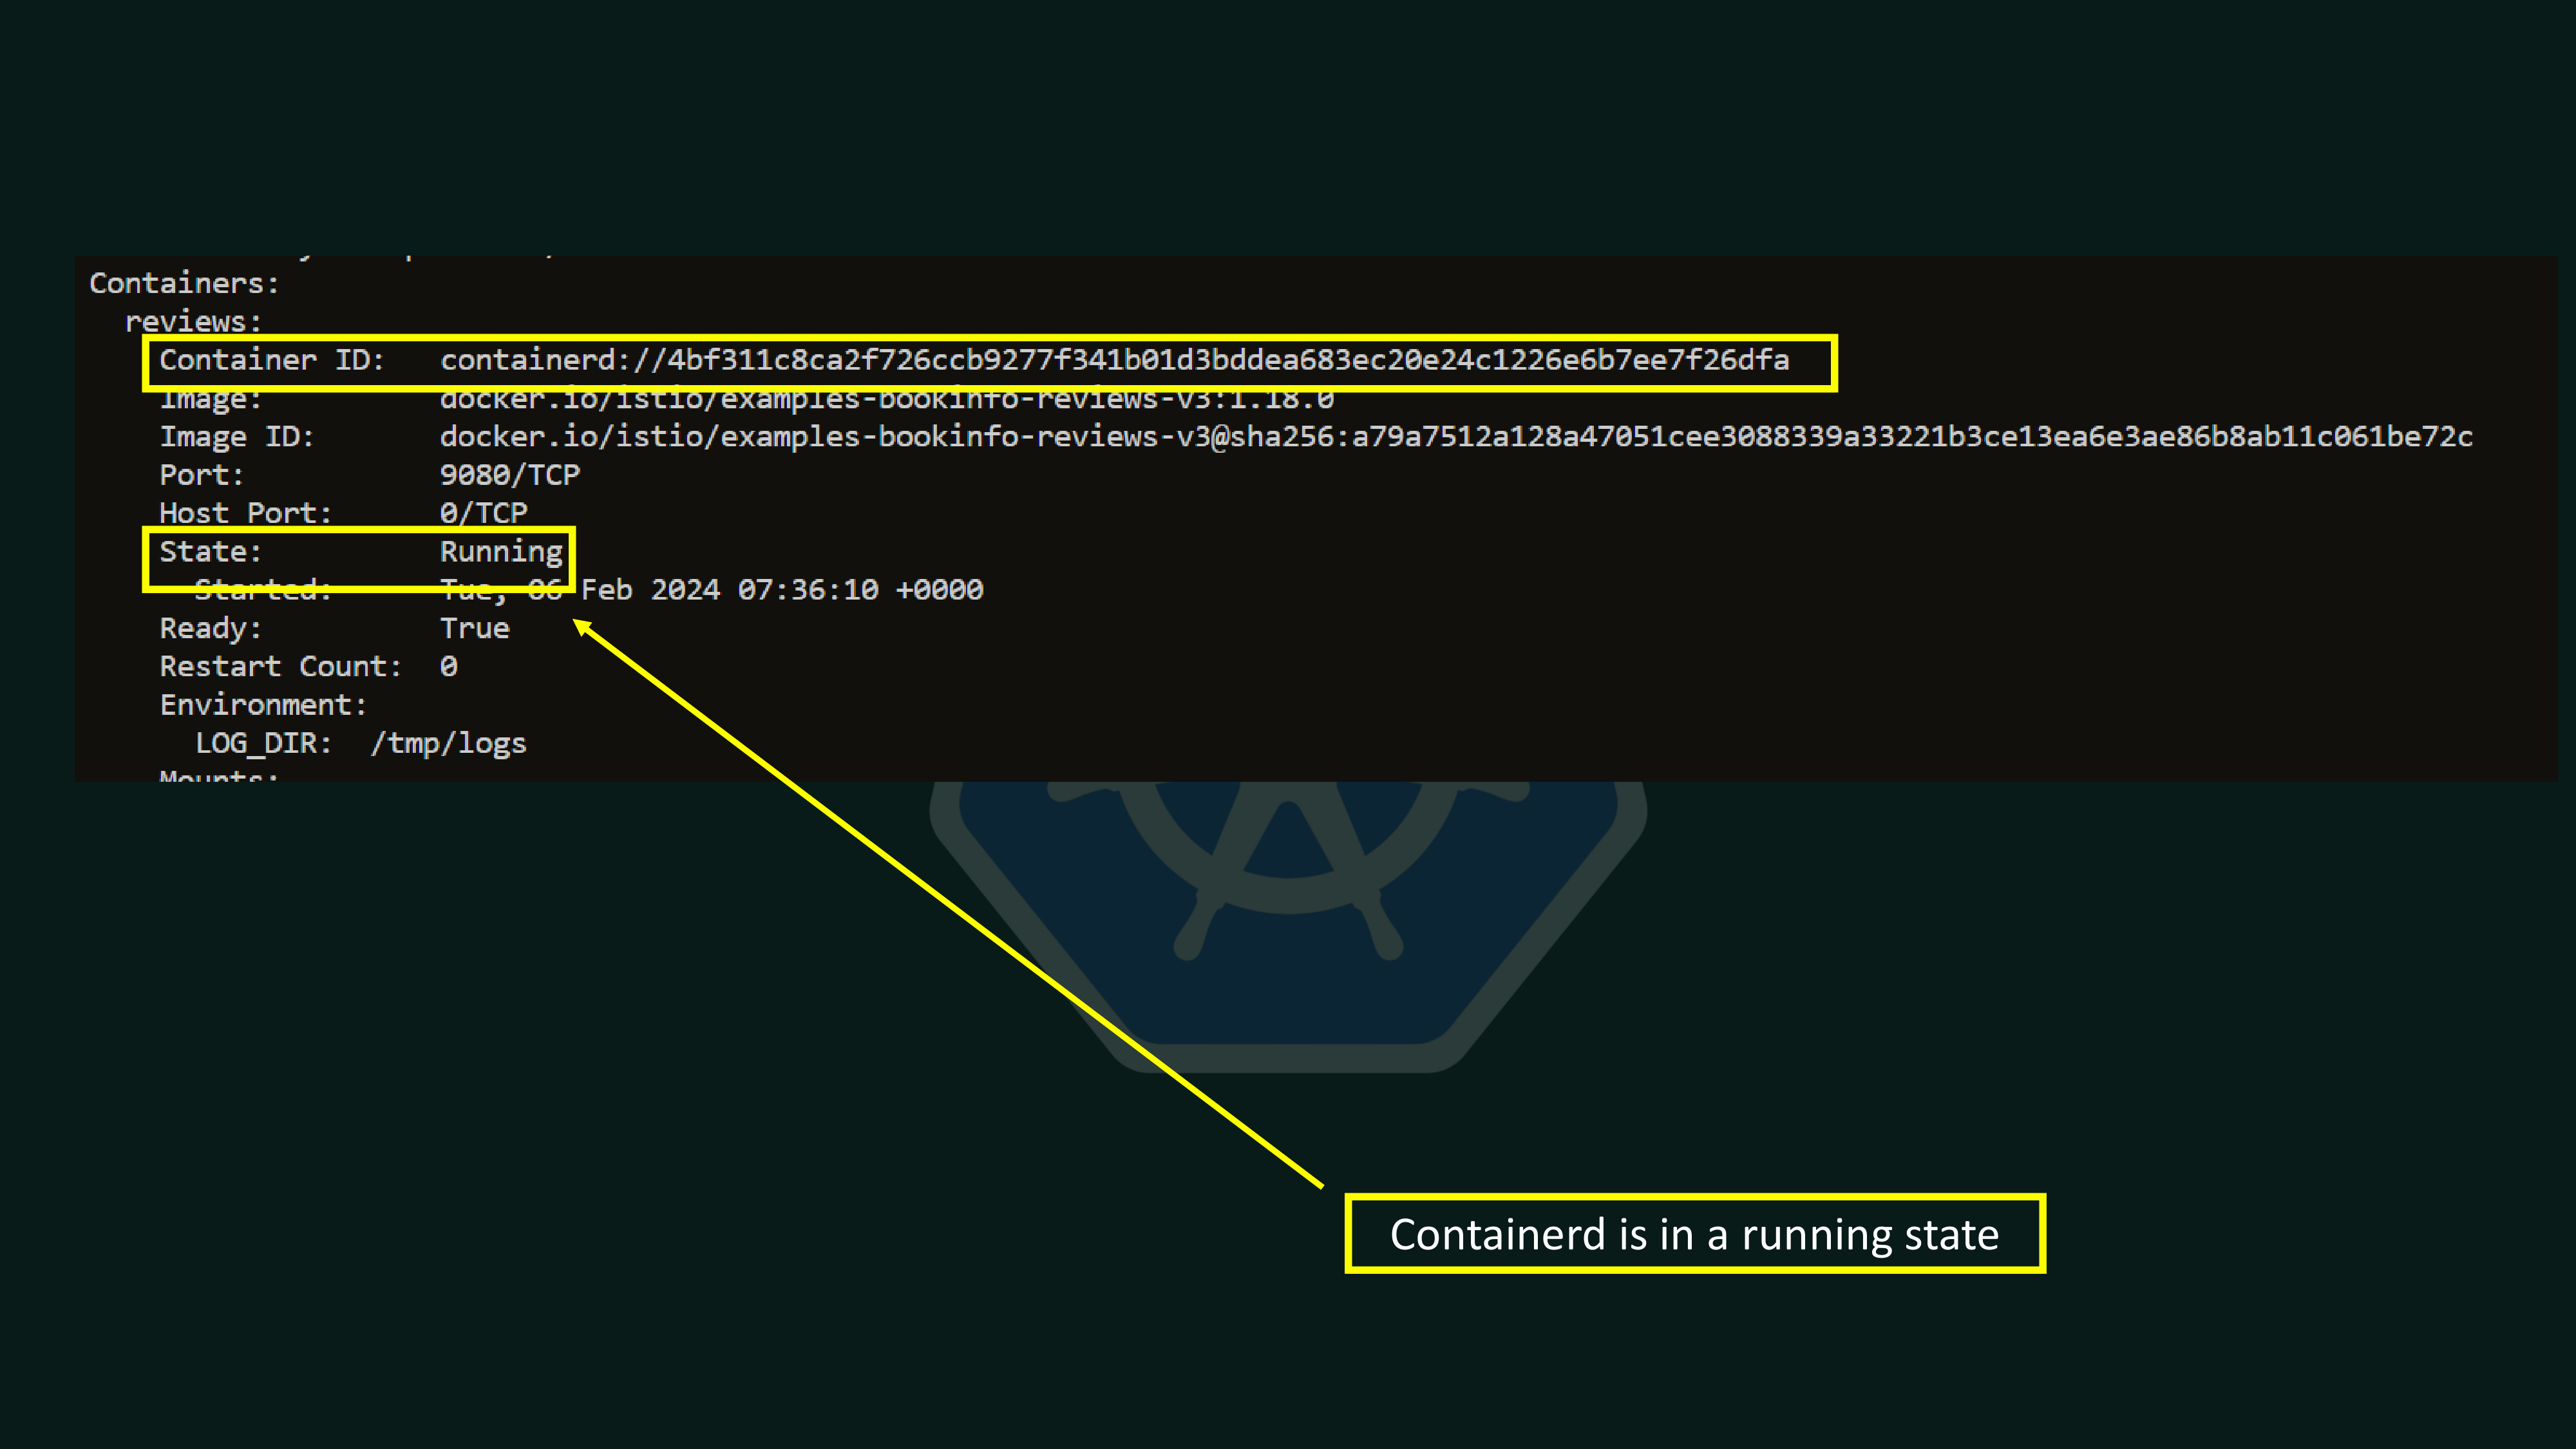 Containers:
reviews:
Container ID: containerd://4bf311c8ca2f726ccb9277f341b01d3bddea683ec20e24c1226e6b7ee7f26dfa
Image: docker.io/istio/examples-bookinfo-reviews-v3:1.18.0
Image ID: docker.io/istio/examples-bookinfo-reviews-v3@sha256:a79a7512a128a47051cee3088339a33221b3ce13ea6e3ae86b8ab11c061be72c
Port: 9080/TCP
Host Port: 0/TCP
State: Running
Started: Tue, 06 Feb 2024 07:36:10 +0000
Ready: True
Restart Count: 0
Environment:
LOG_DIR: /tmp/logs
Mounts:
Containerd is in a running state